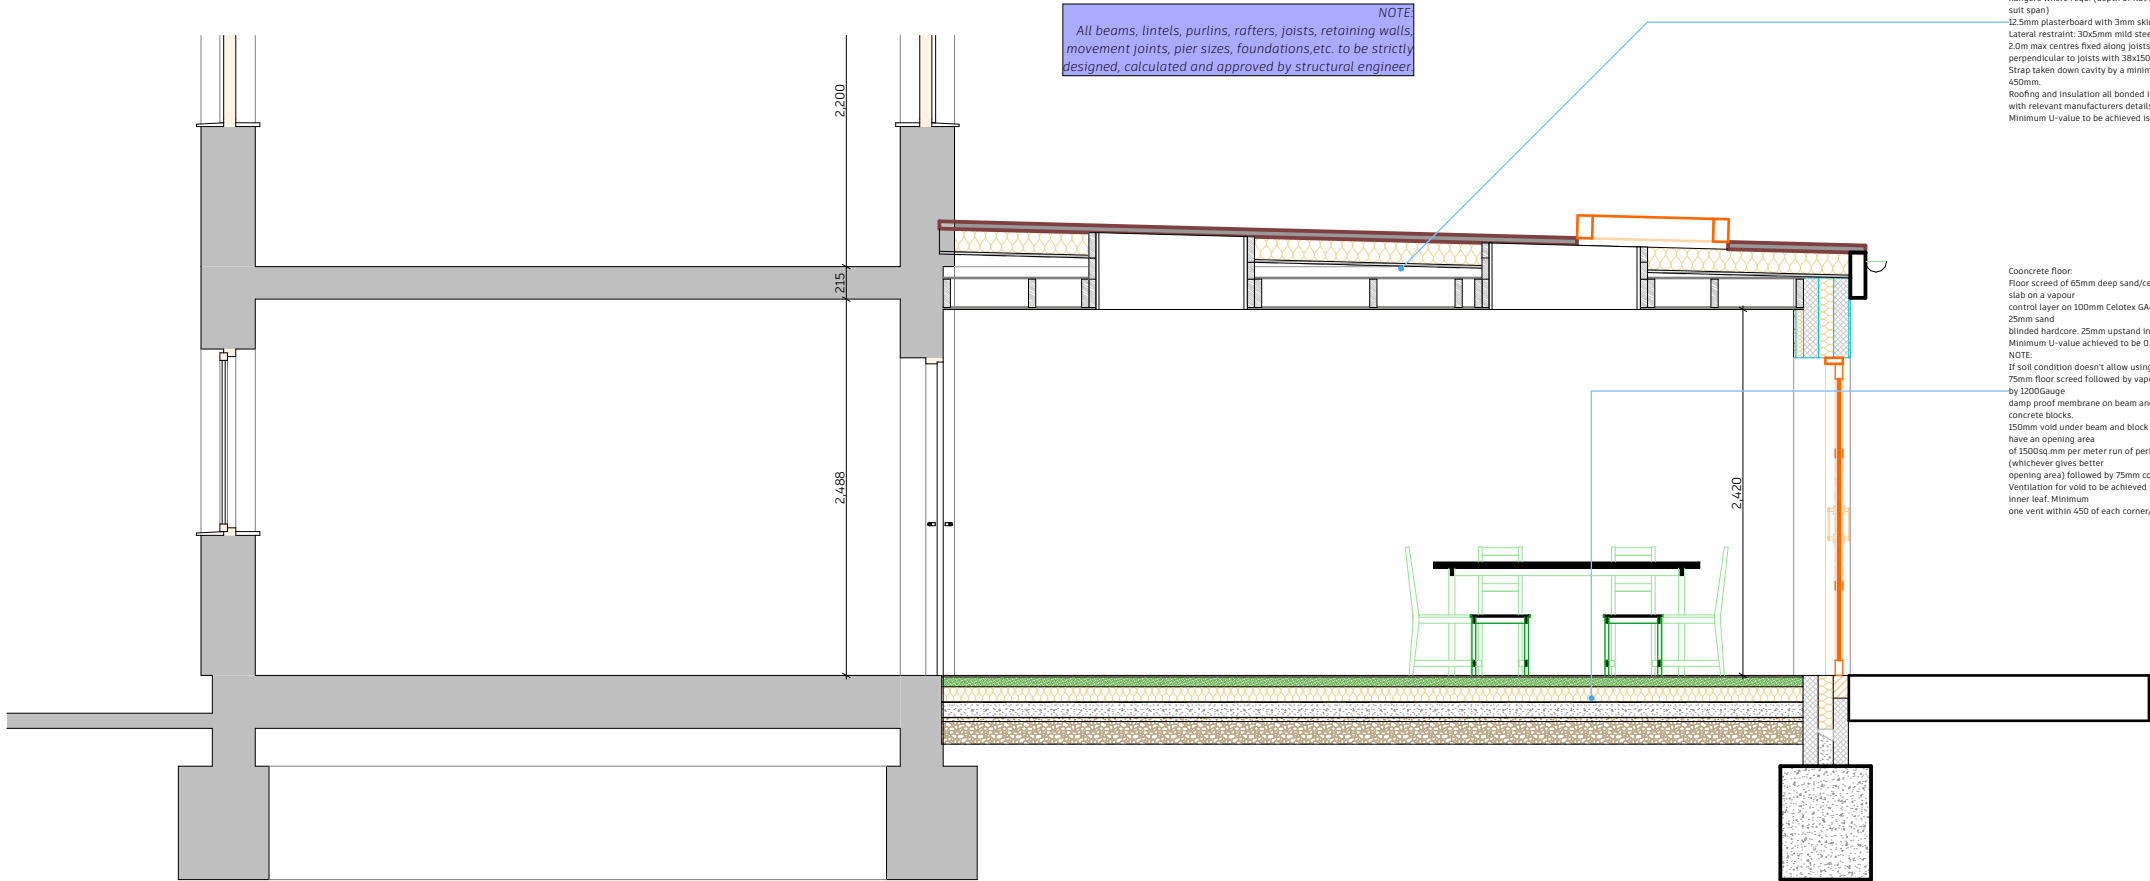 NOTE:
All beams, lintels, purlins, rafters, joists, retaining walls,
movement joints, pier sizes, foundations,etc. to be strictly
designed, calculated and approved by structural engineer.
suit span)
12.5mm plasterboard with 3mm
Lateral restraint: 30x5mm mild
2.0m max centres fixed along joists
perpendicular to joists with
Strap taken down cavity by a
450mm.
Roofing and insulation all bonded
with relevant manufacturers details
Minimum U-value to be achieved is
2,200
215
2,488
2,420
Cooncrete floor:
Floor screed of 65mm deep
slab on a vapour
control layer on 100mm Celotex
25mm sand
blinded hardcore. 25mm upstand
Minimum U-value achieved to be
NOTE:
If soil condition doesn't allow using
75mm floor screed followed by
by 1200Gauge
damp proof membrane on beam
concrete blocks.
150mm void under beam and block
have an opening area
of 1500sq.mm per meter run of
(whichever gives better
opening area) followed by 75mm
Ventilation for void to be achieved
inner leaf. Minimum
one vent within 450 of each